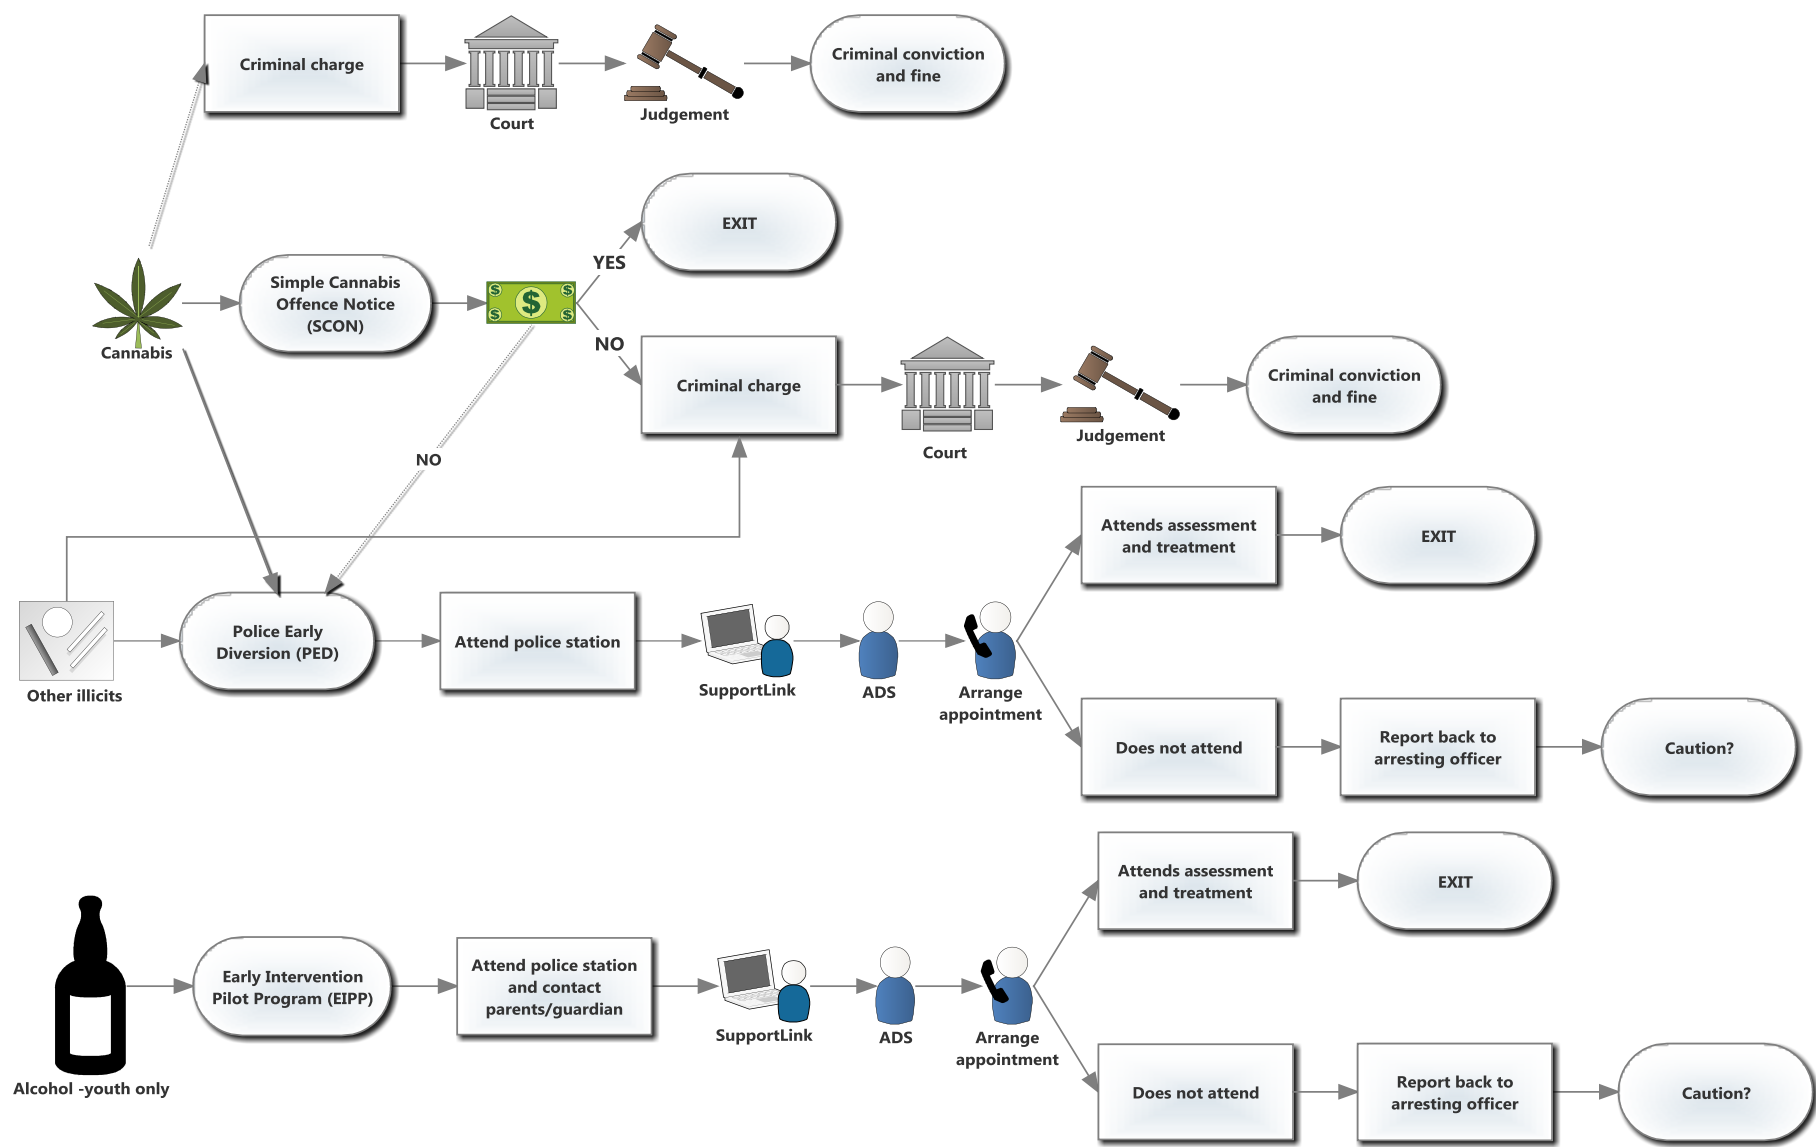 Criminal charge
Court
Judgement
Criminal conviction
and fine
EXIT
YES
Cannabis
Simple Cannabis
Offence Notice
(SCON)
$
$
$
$
$
NO
Criminal charge
Court
Judgement
Criminal conviction
and fine
NO
Other illicits
Police Early
Diversion (PED)
Attend police station
SupportLink
ADS
Arrange
appointment
Attends assessment
and treatment
EXIT
Does not attend
Report back to
arresting officer
Caution?
Alcohol -youth only
Early Intervention
Pilot Program (EIPP)
Attend police station
and contact
parents/guardian
SupportLink
ADS
Arrange
appointment
Attends assessment
and treatment
EXIT
Does not attend
Report back to
arresting officer
Caution?